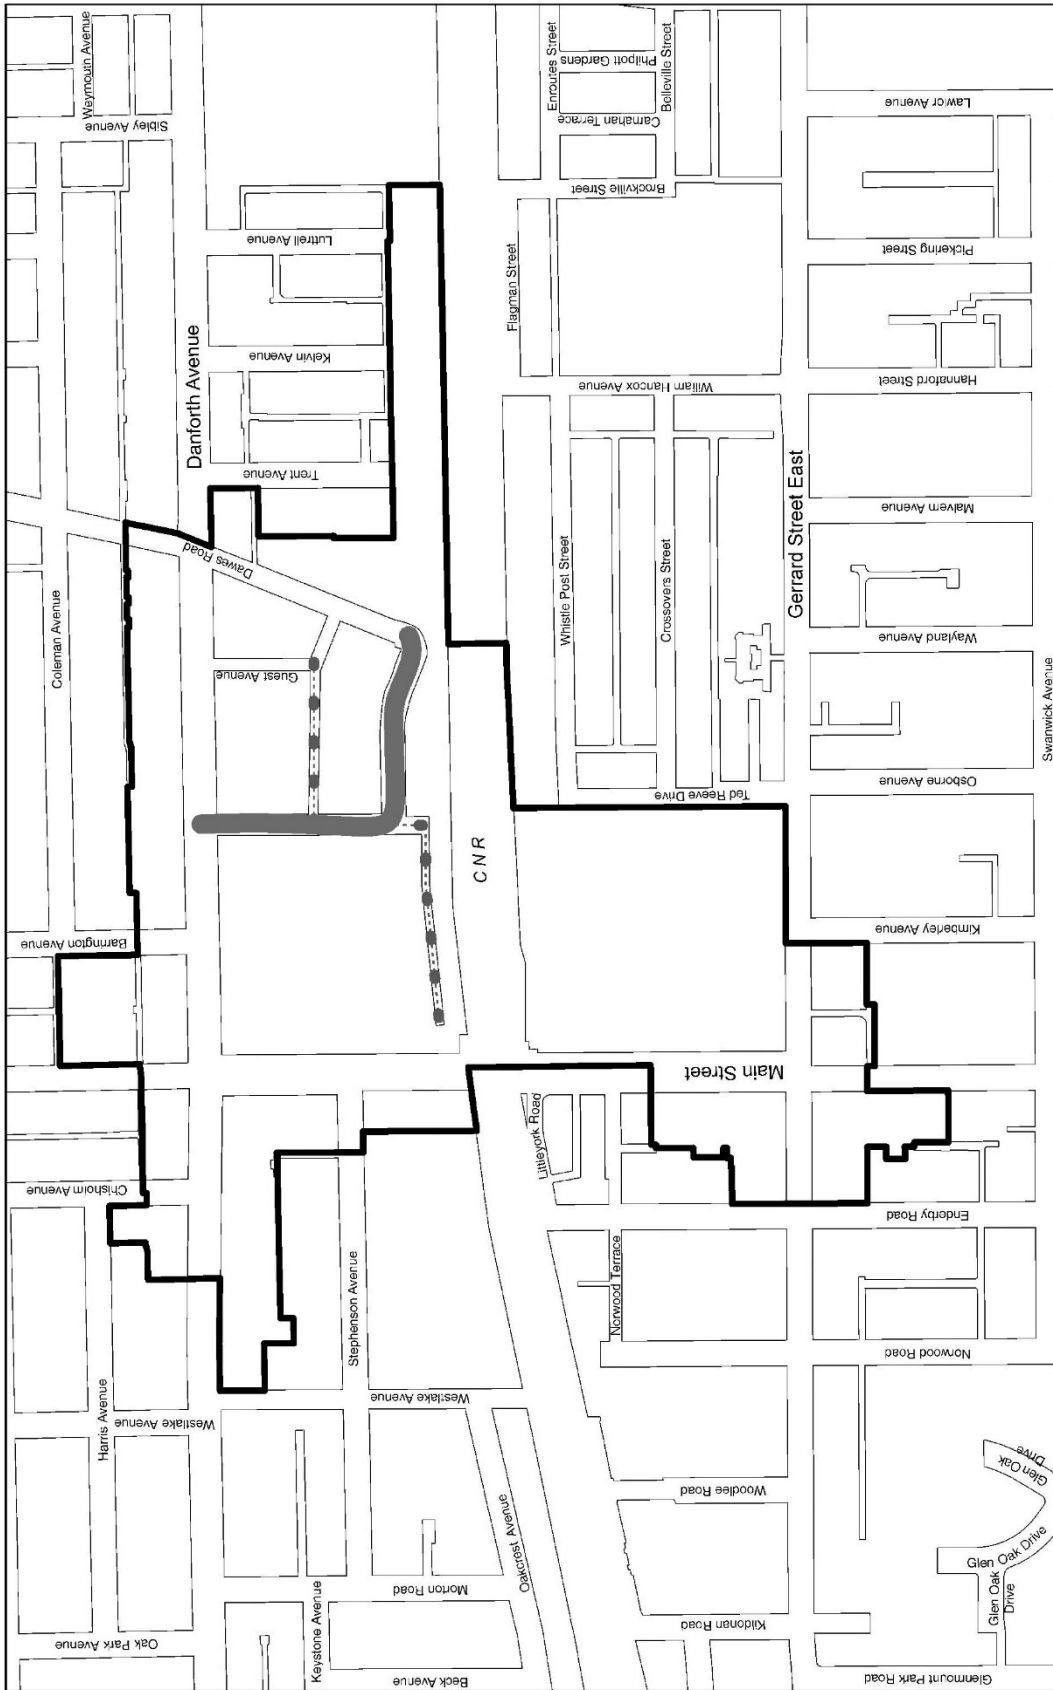 Weymouth Avenue
Sibley Avenue
Enroutes Street
Philpott Gardens
Belleville Street
Carnahan Terrace
Brockville Street
Lawlor Avenue
Luttrell Avenue
Flagman Street
Pickering Street
Danforth Avenue
Kelvin Avenue
William Hancox Avenue
Hannaford Street
Trent Avenue
Malvern Avenue
Dawes Road
Coleman Avenue
Whistle Post Street
Crossovers Street
Gerrard Street East
Wayland Avenue
Guest Avenue
Swanwick Avenue
Ted Reeve Drive
Osborne Avenue
CNR
Barrington Avenue
Kimberley Avenue
Main Street
Littleyork Road
Chisholm Avenue
Enderby Road
Stephenson Avenue
Norwood Terrace
Norwood Road
Harris Avenue
Westlake Avenue
Westlake Avenue
Woodlee Road
Glen Oak
Drive
Oakcrest Avenue
Morton Road
Glen Oak Drive
Glen Oak
Drive
Oak Park Avenue
Keystone Avenue
Kildonan Road
Beck Avenue
Glenmount Park Road